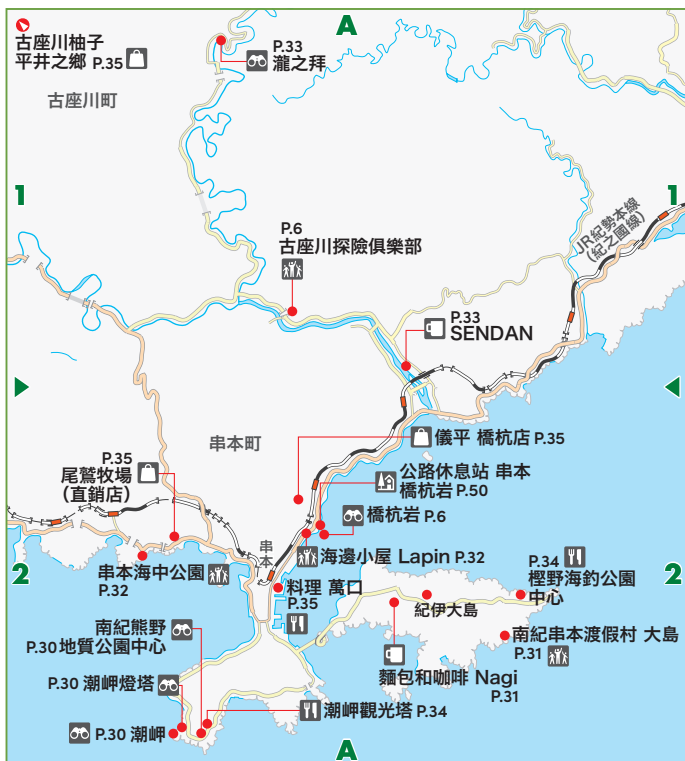 A
古座川柚子
平井之鄉 P.35
P.33
瀧之拜
古座川町
1
1
JR紀勢本線
(紀之國線)
P.6
古座川探險俱樂部
P.33
SENDAN
儀平 橋杭店 P.35
串本町
P.35
尾鷲牧場
(直銷店)
公路休息站 串本
橋杭岩 P.50
橋杭岩 P.6
串本
2
2
海邊小屋 Lapin P.32
串本海中公園
P.32
料理 萬口
P.35
P.34
樫野海釣公園
中心
紀伊大島
南紀熊野
P.30地質公園中心
南紀串本渡假村 大島
P.31
麵包和咖啡 Nagi
P.31
P.30 潮岬燈塔
潮岬觀光塔 P.34
P.30 潮岬
A